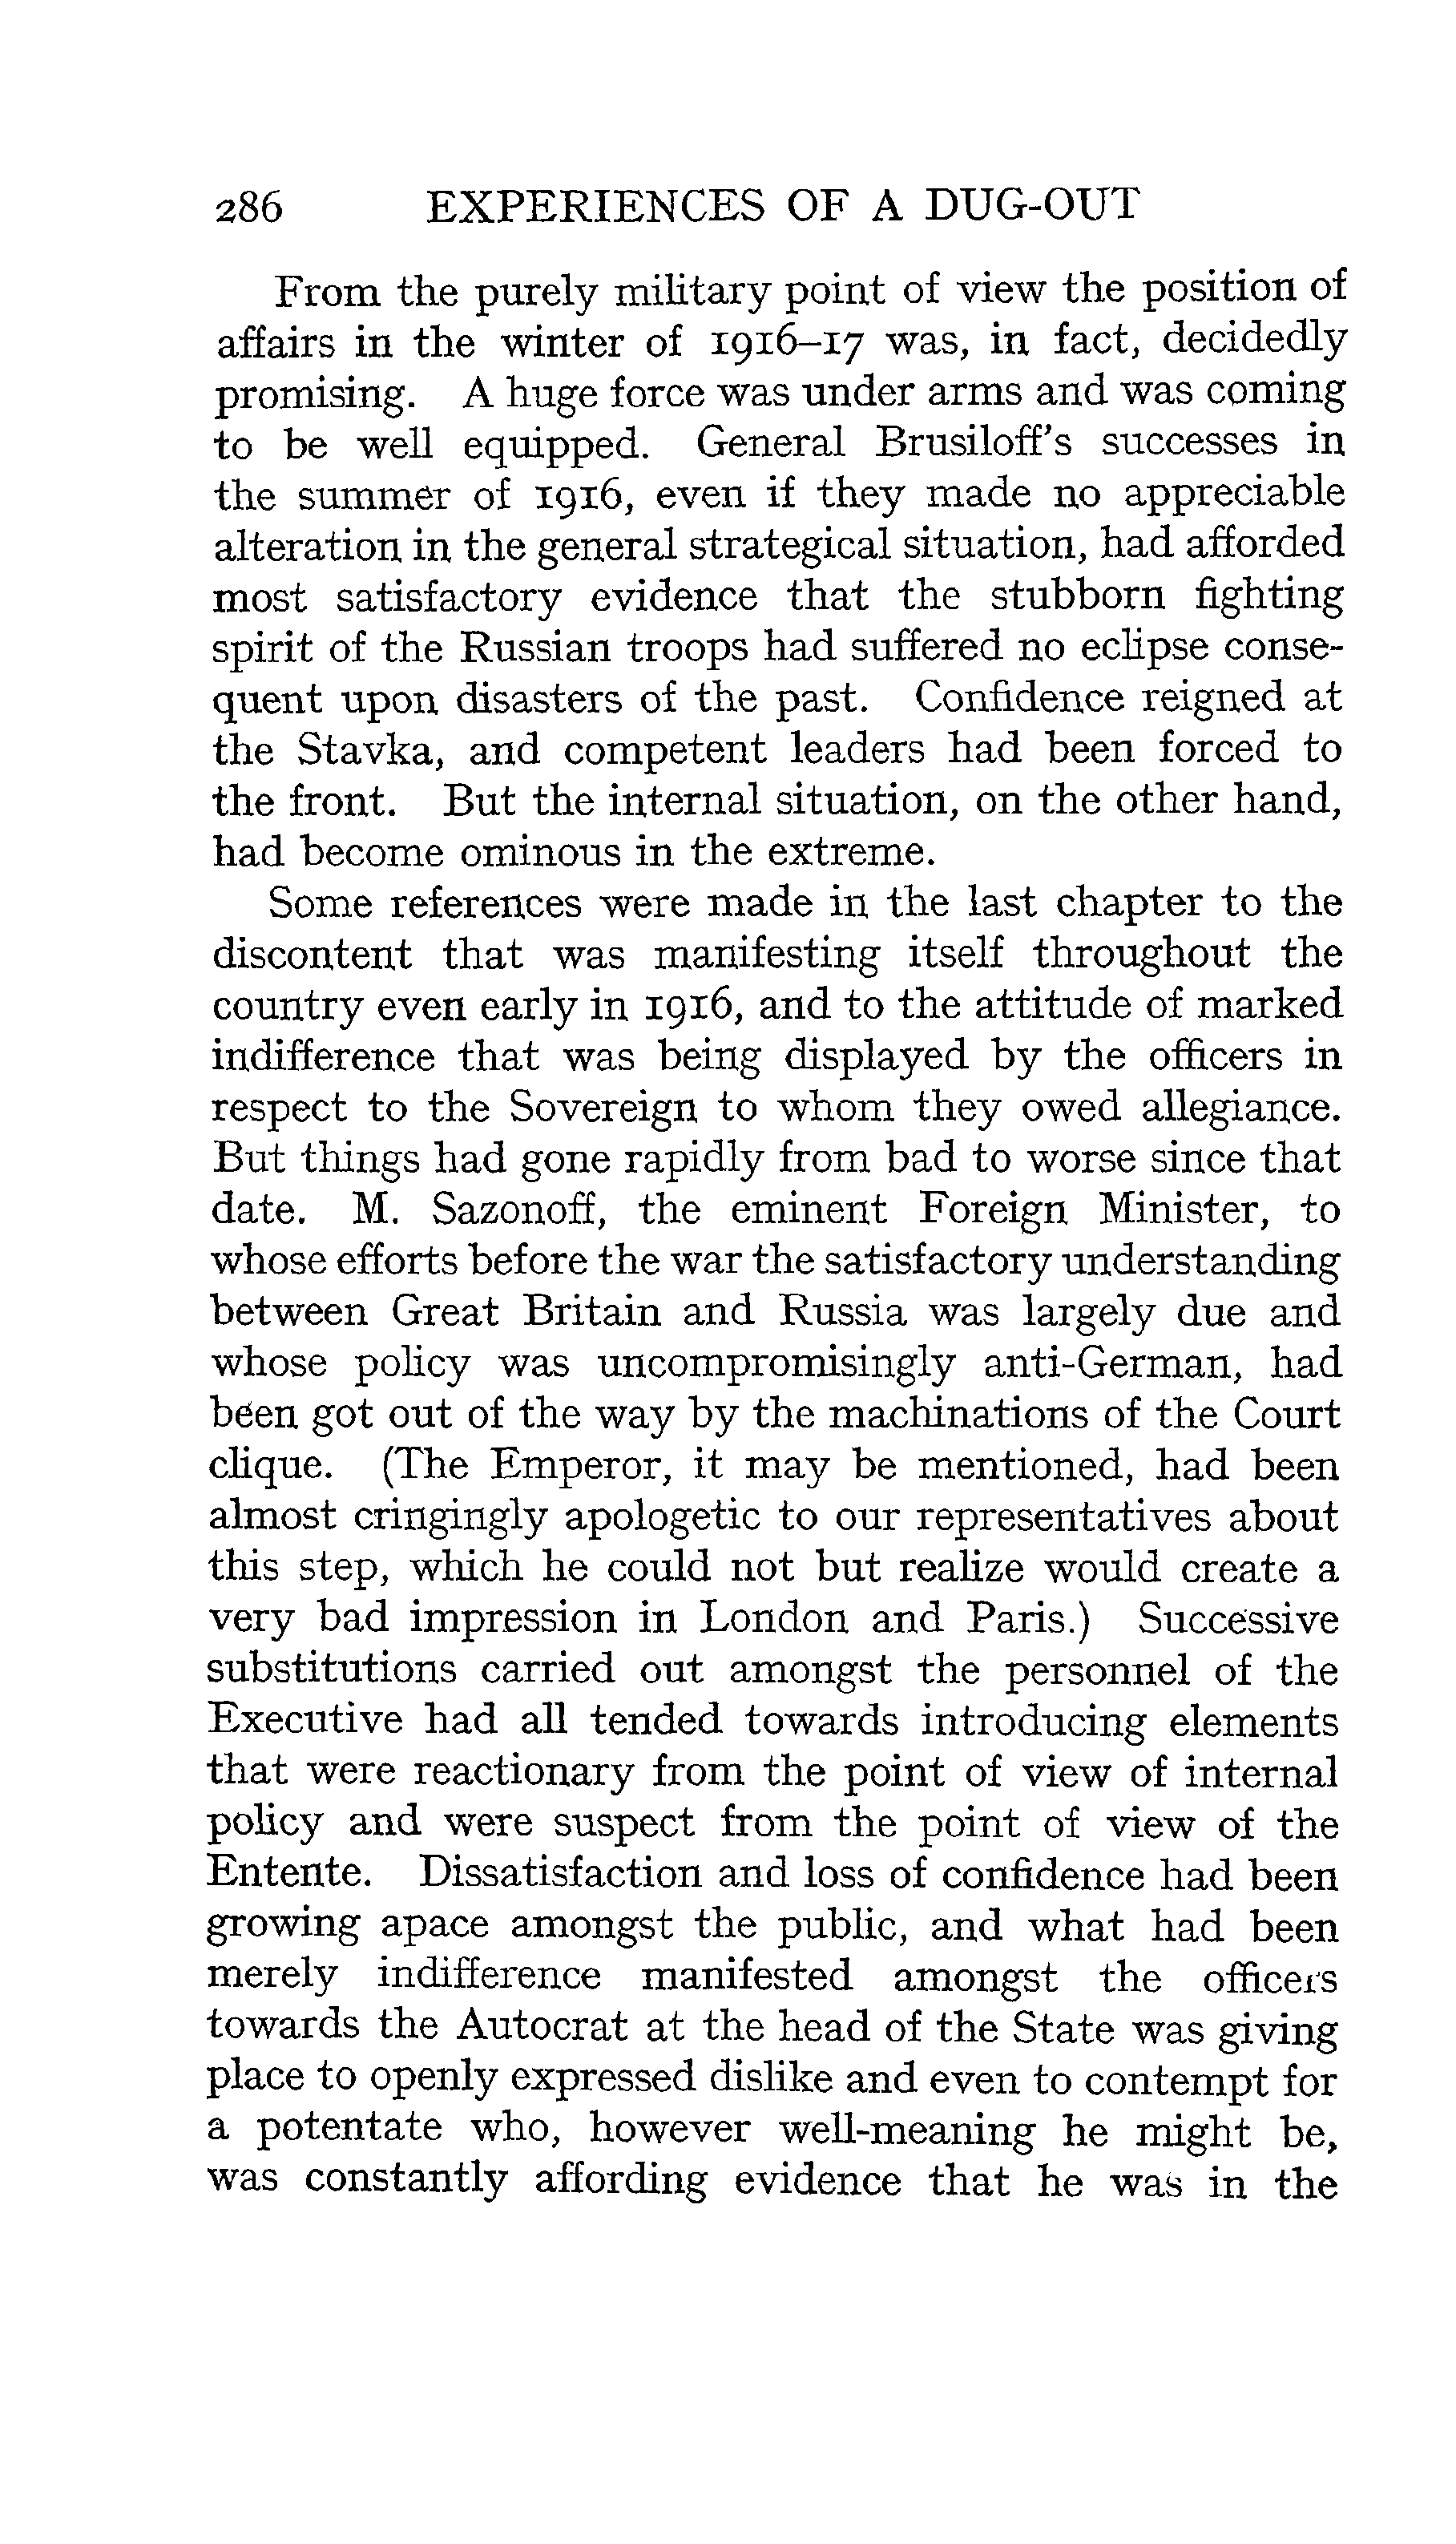 286 EXPERIENCES OF A DUG-OUT
From the purely military point of view the position of
affairs in the winter of 1916–17 was, in fact, decidedly
promising. A huge force was under arms and was coming
to be well equipped. General Brusiloff's successes in
the summer of 1916, even if they made no appreciable
alteration in the general strategical situation, had afforded
most satisfactory evidence that the stubborn fighting
spirit of the Russian troops had suffered no eclipse conse-
quent upon disasters of the past. Confidence reigned at
the Stavka, and competent leaders had been forced to
the front. But the internal situation, on the other hand,
had become ominous in the extreme.
Some references were made in the last chapter to the
discontent that was manifesting itself throughout the
country even early in 1916, and to the attitude of marked
indifference that was being displayed by the officers in
respect to the Sovereign to whom they owed allegiance.
But things had gone rapidly from bad to worse since that
date. M. Sazonoff, the eminent Foreign Minister, to
whose efforts before the war the satisfactory understanding
between Great Britain and Russia was largely due and
whose policy was uncompromisingly anti-German, had
been got out of the way by the machinations of the Court
clique. (The Emperor, it may be mentioned, had been
almost cringingly apologetic to our representatives about
this step, which he could not but realize would create a
very bad impression in London and Paris.) Successive
substitutions carried out amongst the personnel of the
Executive had all tended towards introducing elements
that were reactionary from the point of view of internal
policy and were suspect from the point of view of the
Entente. Dissatisfaction and loss of confidence had been
growing apace amongst the public, and what had been
merely indifference manifested amongst the officers
towards the Autocrat at the head of the State was giving
place to openly expressed dislike and even to contempt for
a potentate who, however well-meaning he might be,
was constantly affording evidence that he was in the